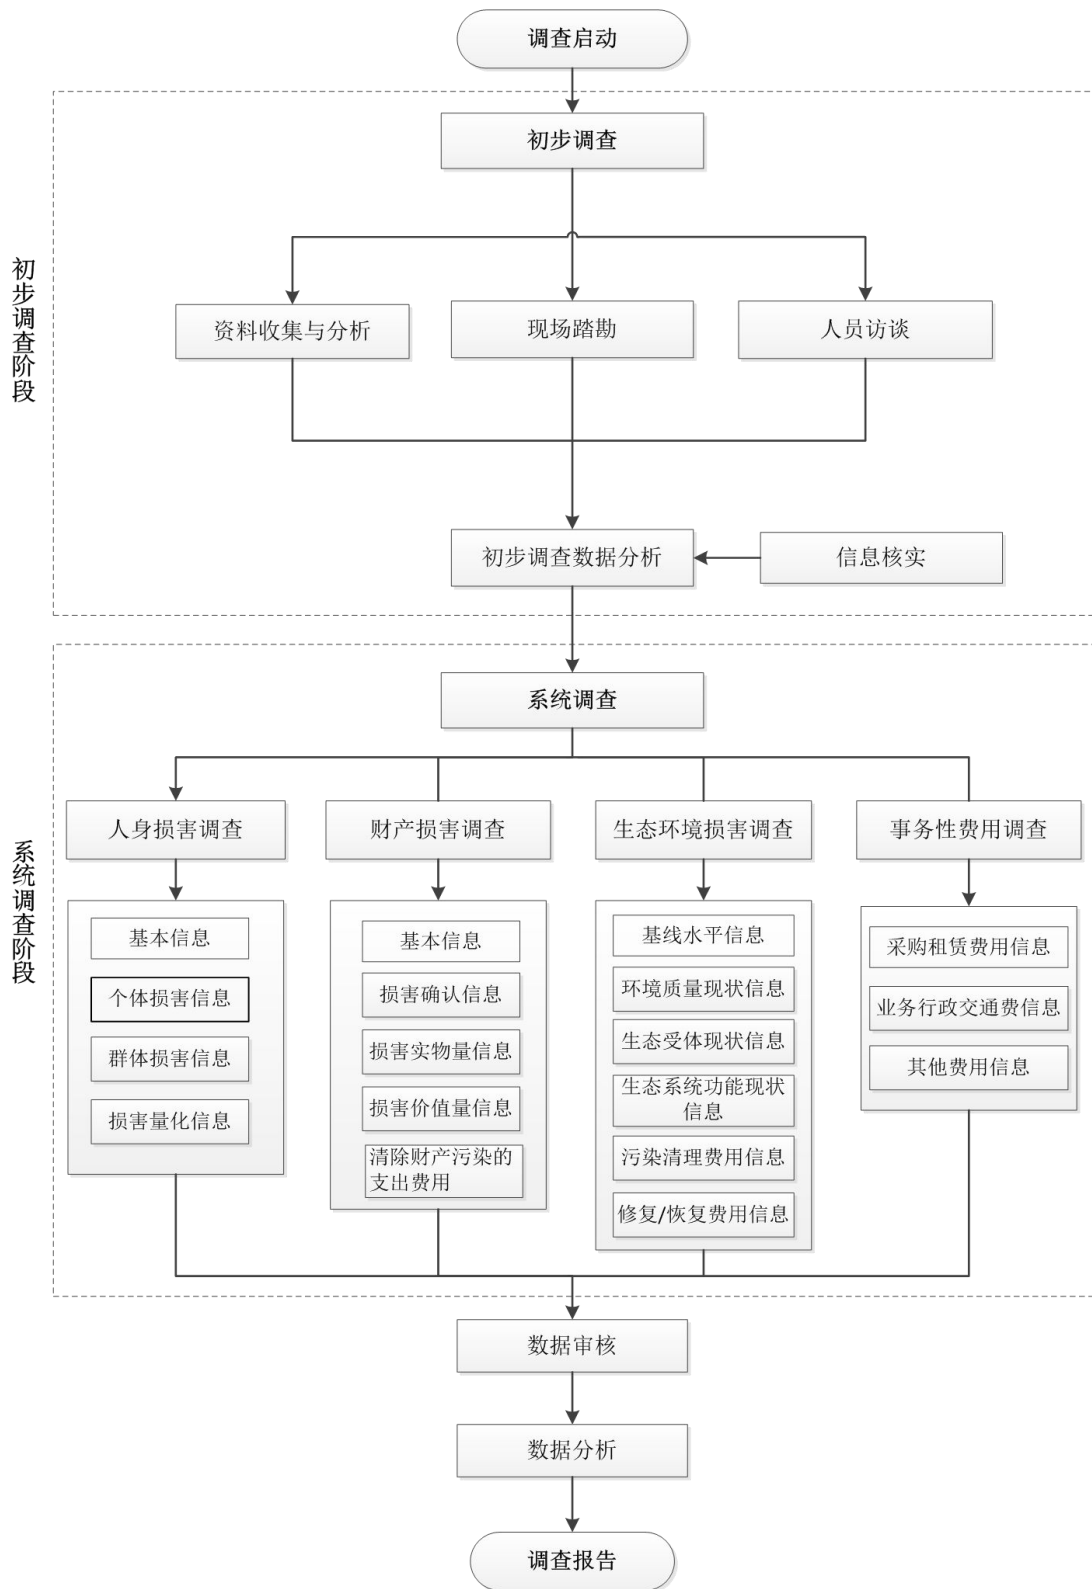 调查启动
初步调查阶段
初步调查
资料收集与分析
现场踏勘
人员访谈
初步调查数据分析
信息核实
系统调查阶段
系统调查
人身损害调查
财产损害调查
生态环境损害调查
事务性费用调查
基本信息
个体损害信息
群体损害信息
损害量化信息
基本信息
损害确认信息
损害实物量信息
损害价值量信息
清除财产污染的
支出费用
基线水平信息
环境质量现状信息
生态受体现状信息
生态系统功能现状
信息
污染清理费用信息
修复/恢复费用信息
采购租赁费用信息
业务行政交通费信息
其他费用信息
数据审核
数据分析
调查报告